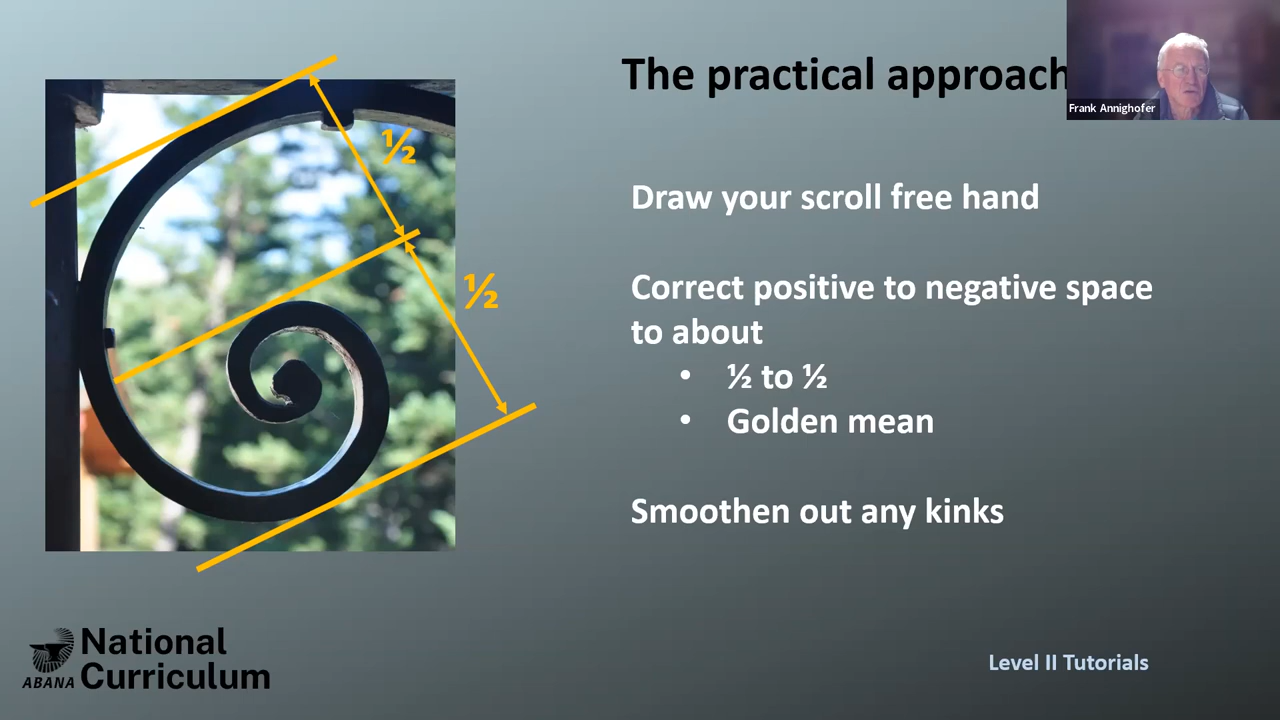 The practical approach
Frank Annighofer
½
½
Draw your scroll free hand
Correct positive to negative space
to about
• ½ to ½
• Golden mean
Smoothen out any kinks
National
ABANA Curriculum
Level II Tutorials